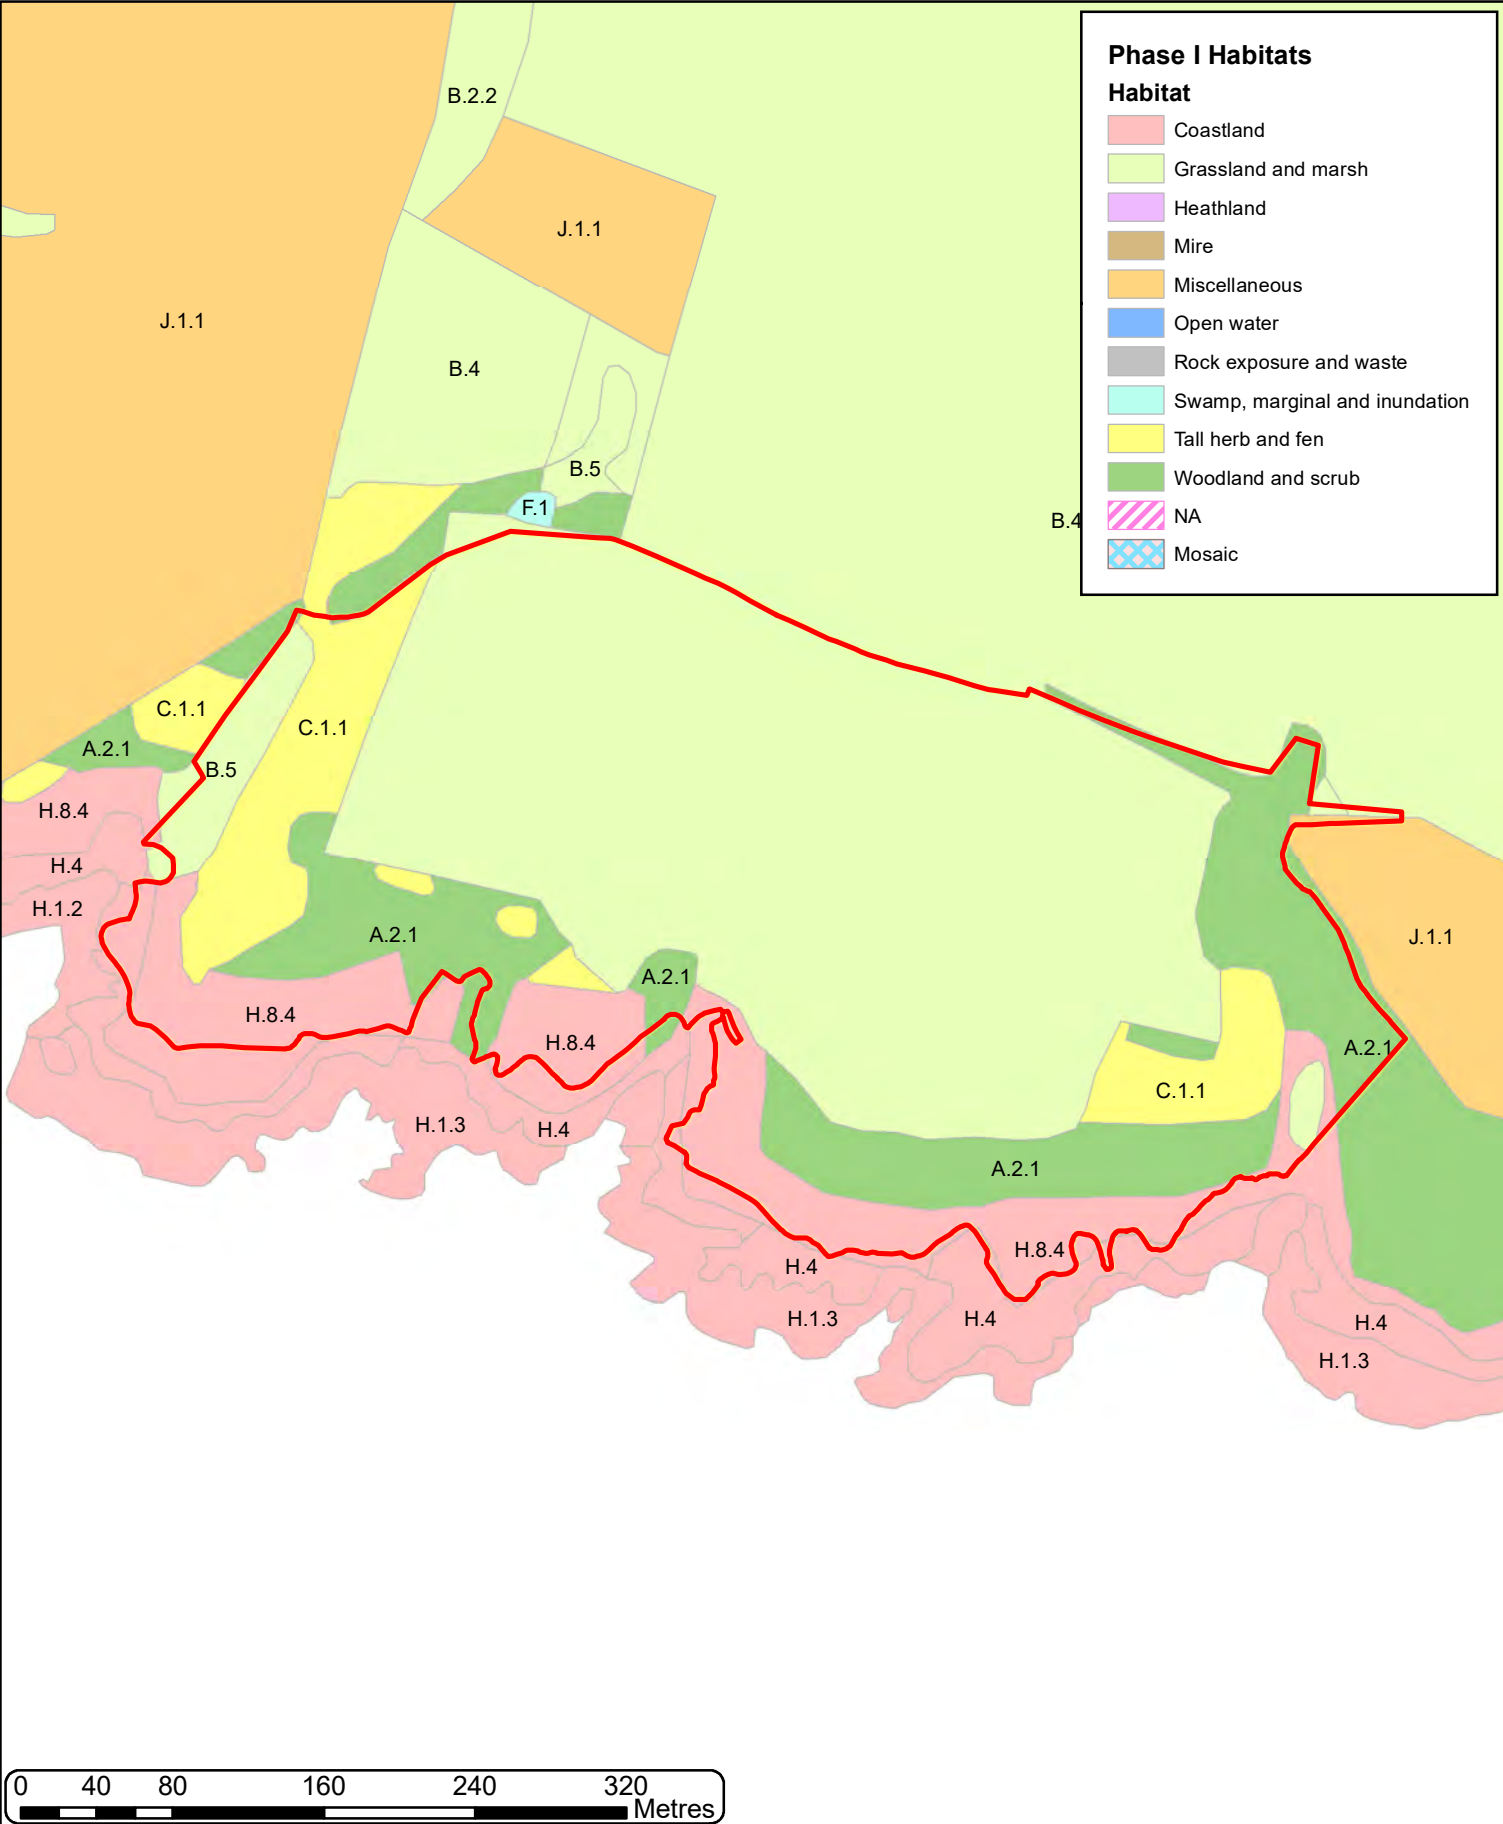 Phase I Habitats
Habitat
Coastland
Grassland and marsh
Heathland
Mire
Miscellaneous
Open water
Rock exposure and waste
Swamp, marginal and inundation
Tall herb and fen
Woodland and scrub
NA
Mosaic
B.2.2
J.1.1
J.1.1
B.4
B.5
F.1
B.4
C.1.1
C.1.1
A.2.1
B.5
H.8.4
H.4
H.1.2
A.2.1
J.1.1
A.2.1
H.8.4
H.8.4
A.2.1
C.1.1
H.1.3
H.4
A.2.1
H.8.4
H.4
H.1.3
H.4
H.4
H.1.3
0 40 80 160 240 320
Metres